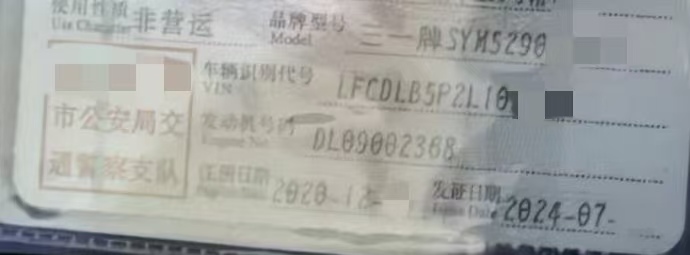 使用性质 非营运 品牌型号 三一牌SYM5290
Use Character Model
车辆识别代号 LFCDLB5P2L10
VIN
市公安局交 发动机号码 DL09002368
Engine No.
通警察支队 注册日期 2020-12- 发证日期 2024-07-
Issue Date